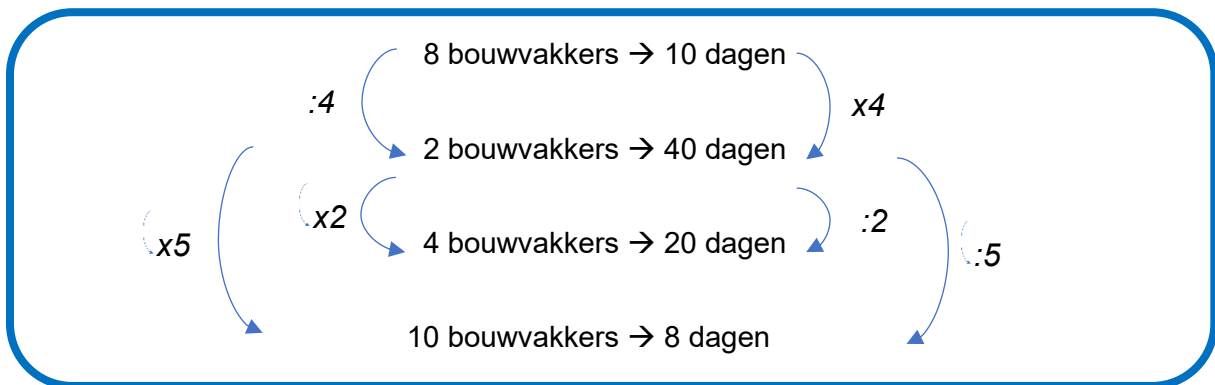 8 bouwvakkers → 10 dagen
:4
x4
2 bouwvakkers → 40 dagen
x2
:2
x5
4 bouwvakkers → 20 dagen
:5
10 bouwvakkers → 8 dagen